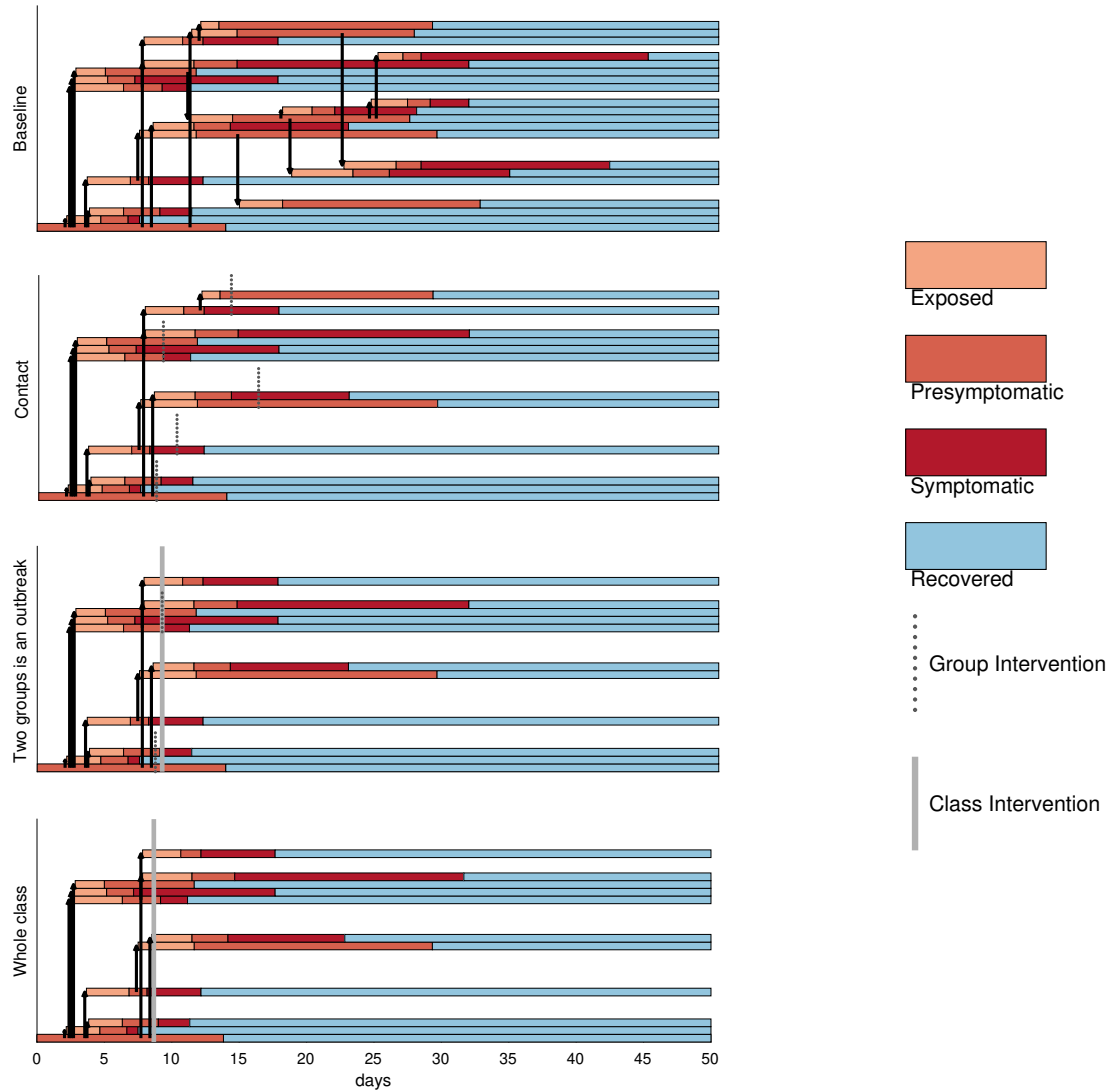 Baseline
Contact
Two groups is an outbreak
Whole class
0 5 10 15 20 25 30 35 40 45 50
days
Exposed
Presymptomatic
Symptomatic
Recovered
Group Intervention
Class Intervention